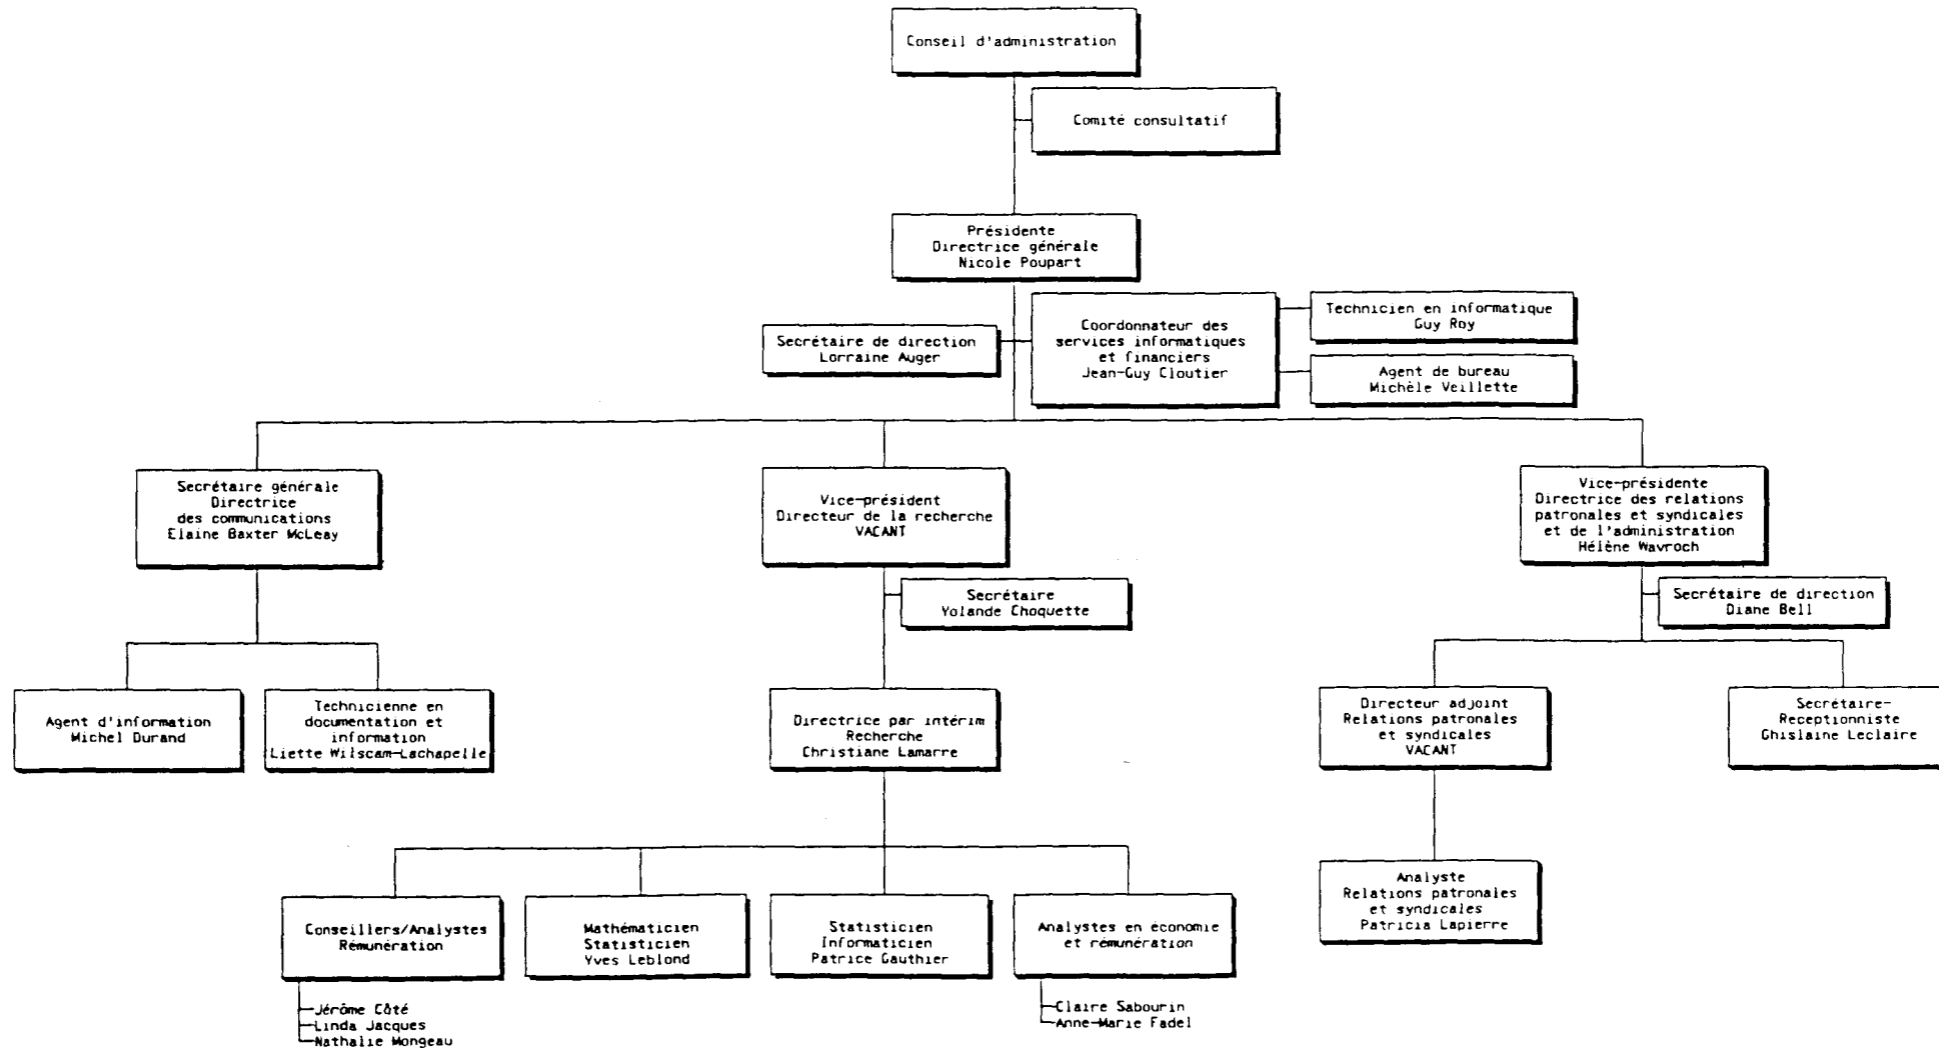 Conseil d'administration
Comité consultatif
Présidente
Directrice générale
Nicole Poupart
Secrétaire de direction
Lorraine Auger
Coordonnateur des
services informatiques
et financiers
Jean-Guy Cloutier
Technicien en informatique
Guy Roy
Agent de bureau
Michèle Veillette
Secrétaire générale
Directrice
des communications
Elaine Baxter McLeay
Vice-président
Directeur de la recherche
VACANT
Vice-présidente
Directrice des relations
patronales et syndicales
et de l'administration
Hélène Wavroch
Secrétaire
Yolande Choquette
Secrétaire de direction
Diane Bell
Agent d'information
Michel Durand
Technicienne en
documentation et
information
Liette Wilscam-Lachapelle
Directrice par intérim
Recherche
Christiane Lamarre
Directeur adjoint
Relations patronales
et syndicales
VACANT
Secrétaire-
Receptionniste
Ghislaine Leclaire
Conseillers/Analystes
Rémunération
Mathématicien
Statisticien
Yves Leblond
Statisticien
Informaticien
Patrice Gauthier
Analystes en économie
et rémunération
Analyste
Relations patronales
et syndicales
Patricia Lapierre
Jérôme Côté
Linda Jacques
Nathalie Mongeau
Claire Sabourin
Anne-Marie Fadel